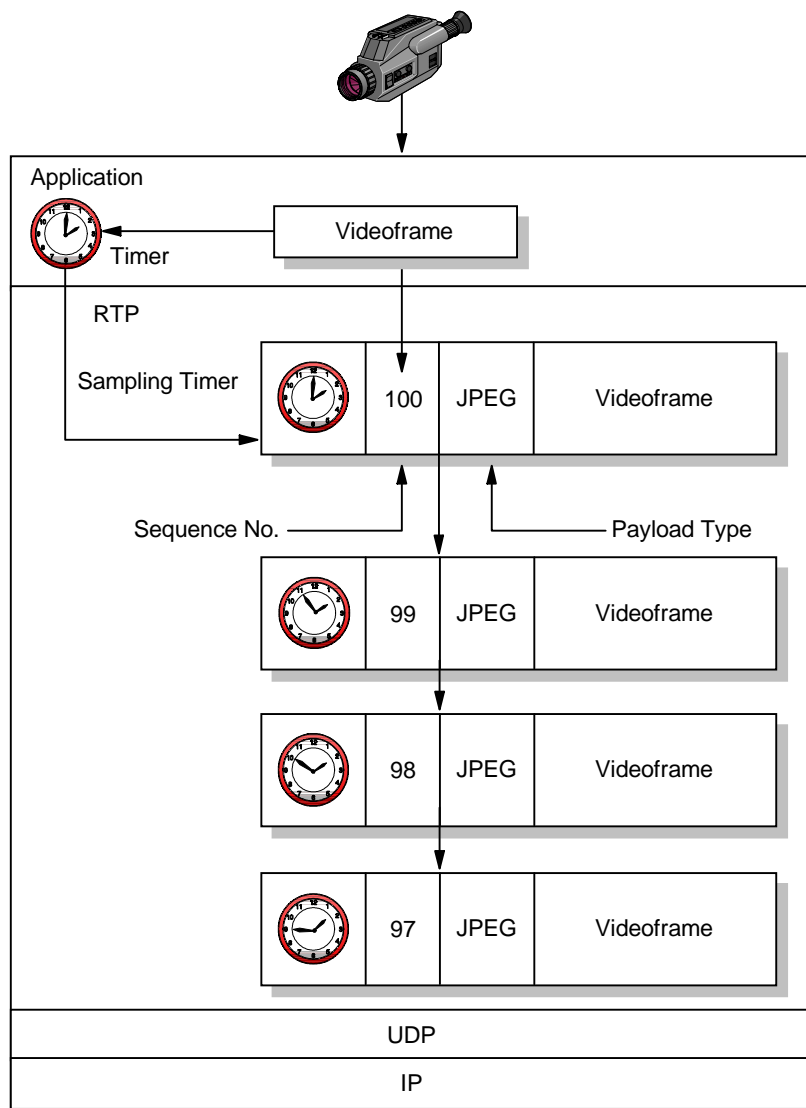 Application
Videoframe
Timer
RTP
Sampling Timer
100 JPEG Videoframe
Sequence No. Payload Type
99 JPEG Videoframe
98 JPEG Videoframe
97 JPEG Videoframe
UDP
IP